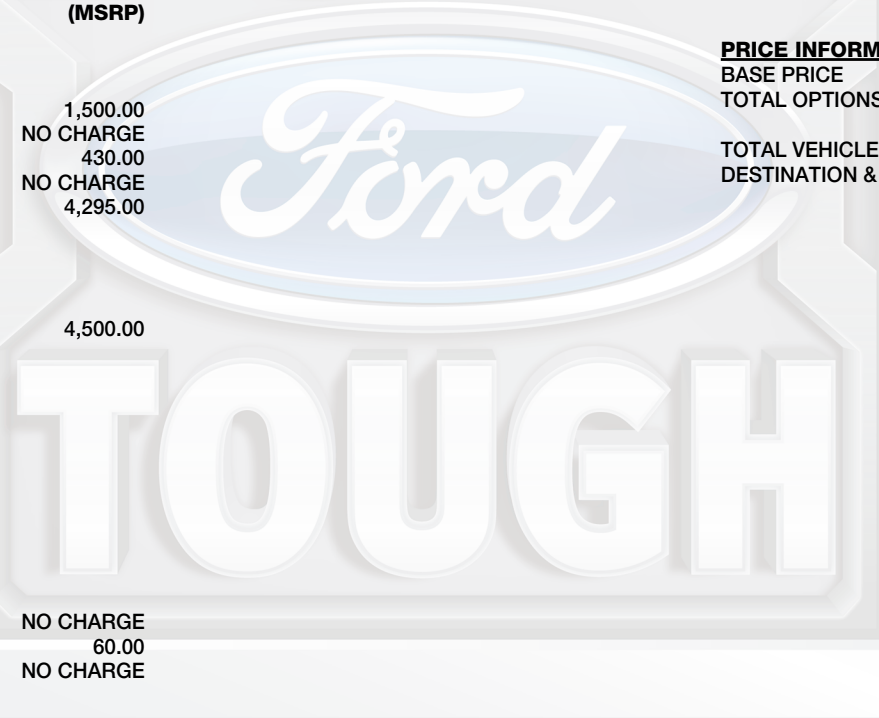 (MSRP)
1,500.00
NO CHARGE
430.00
NO CHARGE
4,295.00
4,500.00
NO CHARGE
60.00
NO CHARGE
PRICE INFORM
BASE PRICE
TOTAL OPTIONS
TOTAL VEHICLE
DESTINATION &
Ford
TOUGH